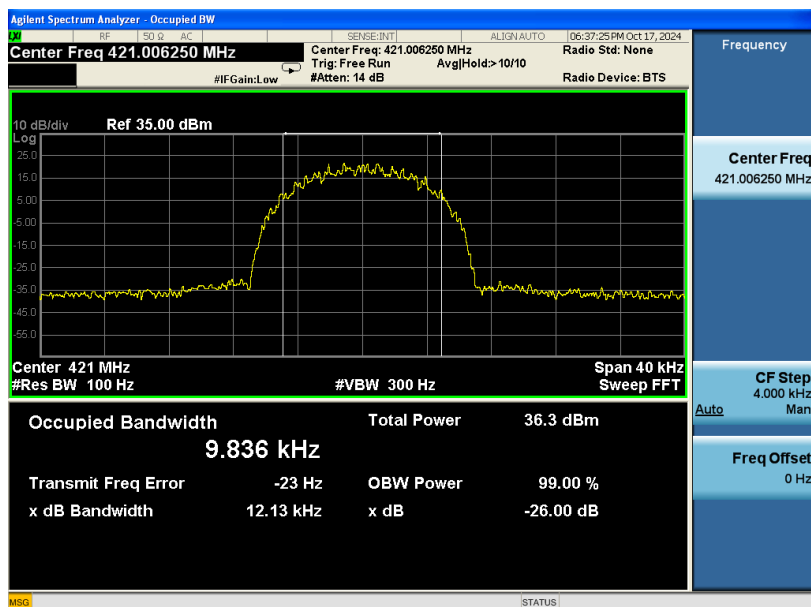 Agilent Spectrum Analyzer - Occupied BW
LXI RF 50 Ω AC SENSE:INT ALIGN AUTO 06:37:25 PM Oct 17, 2024
Center Freq 421.006250 MHz
Center Freq: 421.006250 MHz Radio Std: None
Trig: Free Run Avg|Hold:> 10/10
#IFGain:Low #Atten: 14 dB Radio Device: BTS
10 dB/div Ref 35.00 dBm
Log
25.0
15.0
5.00
-5.00
-15.0
-25.0
-35.0
-45.0
-55.0
Center 421 MHz Span 40 kHz
#Res BW 100 Hz #VBW 300 Hz Sweep FFT
Occupied Bandwidth Total Power 36.3 dBm
9.836 kHz
Transmit Freq Error -23 Hz OBW Power 99.00 %
x dB Bandwidth 12.13 kHz x dB -26.00 dB
MSG STATUS
Frequency
Center Freq
421.006250 MHz
CF Step
4.000 kHz
Auto Man
Freq Offset
0 Hz